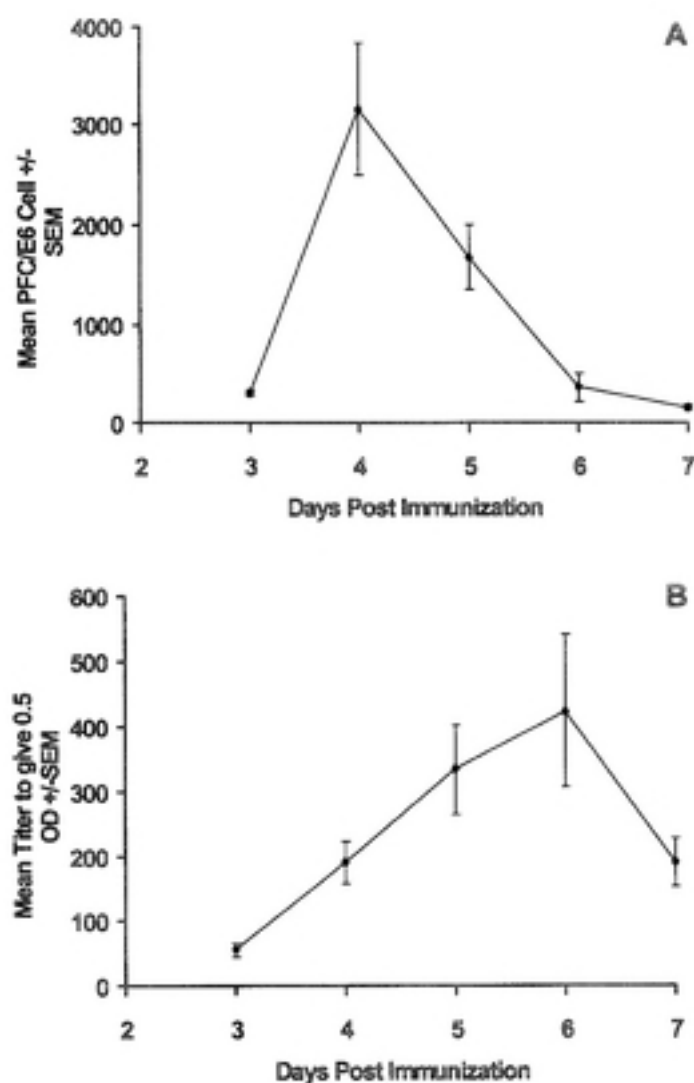 A
4000
3000
2000
1000
0
Mean PFC/E6 Cell +/-
SEM
2 3 4 5 6 7
Days Post Immunization
B
600
500
400
300
200
100
0
Mean Titer to give 0.5
OD +/-SEM
2 3 4 5 6 7
Days Post Immunization